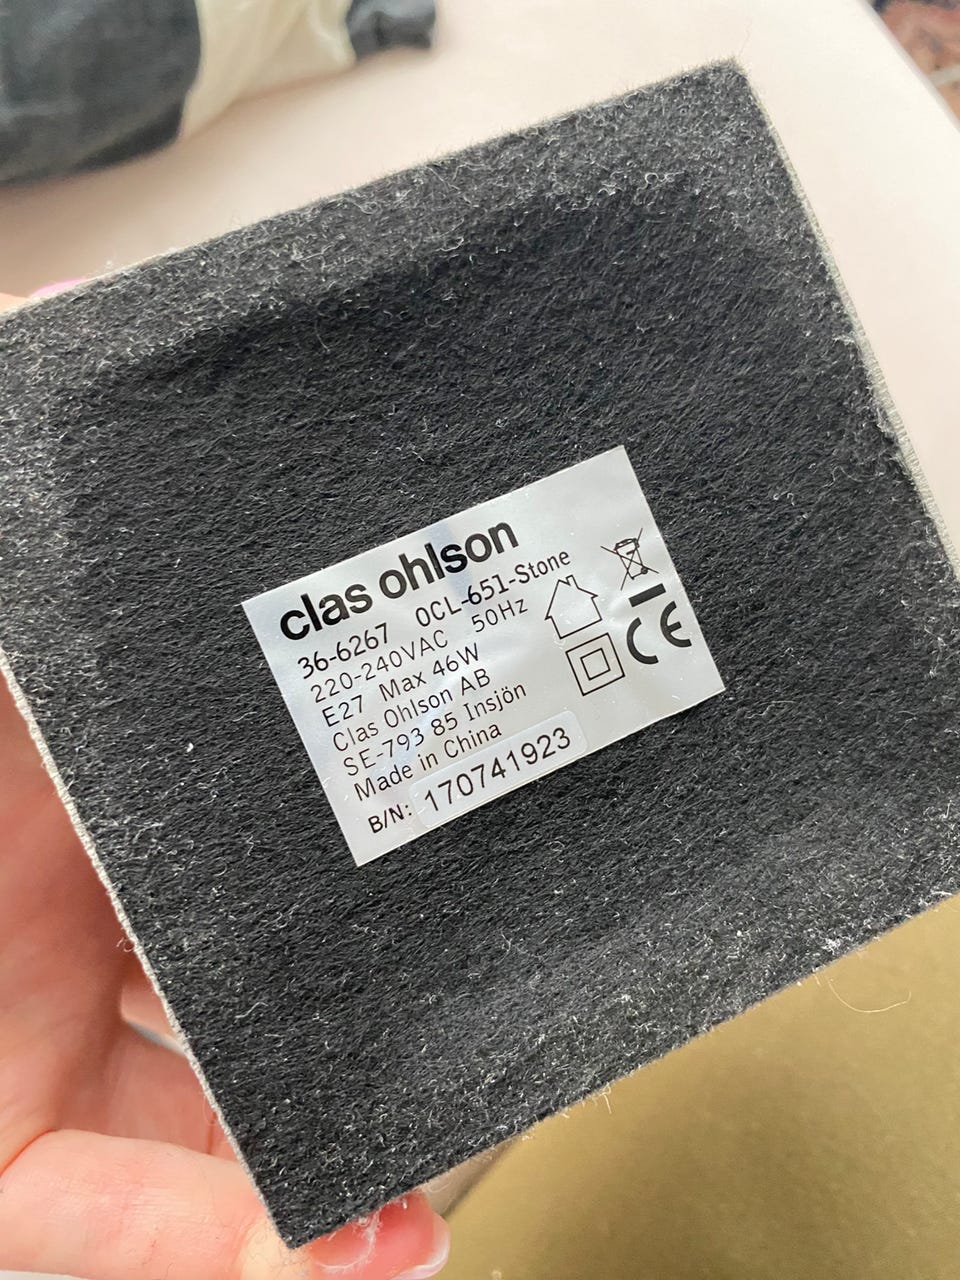 clas ohlson
36-6267 OCL-651-Stone
220-240VAC 50Hz
E27 Max 46W
Clas Ohlson AB
SE-793 85 Insjön
Made in China
B/N: 170741923
CE